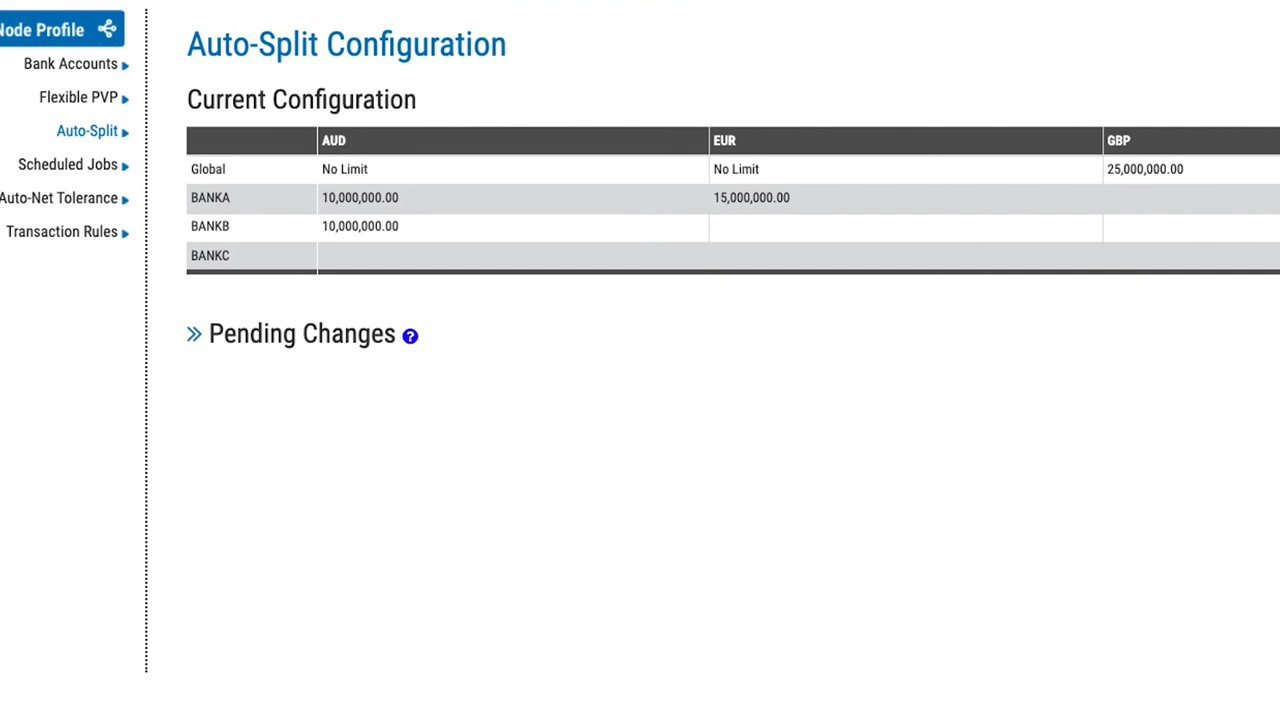 Node Profile
Bank Accounts
Flexible PVP
Auto-Split
Scheduled Jobs
Auto-Net Tolerance
Transaction Rules
Auto-Split Configuration
Current Configuration
AUD EUR GBP
Global No Limit No Limit 25,000,000.00
BANKA 10,000,000.00 15,000,000.00
BANKB 10,000,000.00
BANKC
Pending Changes ?